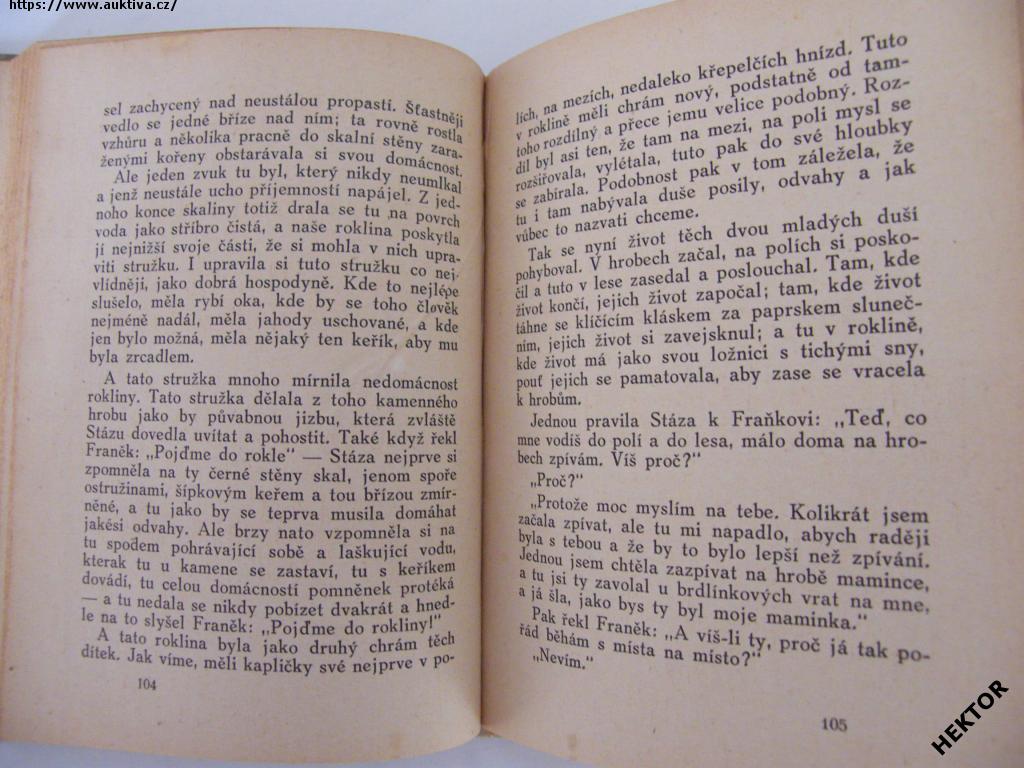 https://www.auktiva.cz/
sel zachycený nad neustálou propastí. Šťastněji
vedlo se jedné bříze nad ním; ta rovně rostla
vzhůru a několika pracně do skalní stěny zara-
ženými kořeny obstarávala si svou domácnost.
Ale jeden zvuk tu byl, který nikdy neumlkal
a jenž neustále ucho příjemností napájel. Z jed-
noho konce skaliny totiž drala se tu na povrch
voda jako stříbro čistá, a naše roklina poskytla
jí nejnižší svoje části, že si mohla v nich upra-
viti stružku. I upravila si tuto stružku co nej-
vlídněji, jako dobrá hospodyně. Kde to nejlépe
slušelo, měla rybí oka, kde by se toho člověk
nejméně nadál, měla jahody uschované, a kde
jen bylo možná, měla nějaký ten keřík, aby mu
byla zrcadlem.
A tato stružka mnoho mírnila nedomácnost
rokliny. Tato stružka dělala z toho kamenného
hrobu jako by půvabnou jizbu, která zvláště
Stázu dovedla uvítat a pohostit. Také když řekl
Franěk: „Pojďme do rokle" — Stáza nejprve si
zpomněla na ty černé stěny skal, jenom spoře
ostružinami, šípkovým keřem a tou břízou zmír-
něné, a tu jako by se teprva musila domáhat
jakési odvahy. Ale brzy nato vzpomněla si na
tu spodem pohrávající sobě a laškující vodu,
kterak tu u kamene se zastaví, tu s keříkem
dovádí, tu celou domácností pomněnek protéká
— a tu nedala se nikdy pobízet dvakrát a hned-
le na to slyšel Franěk: „Pojďme do rokliny!"
A tato roklina byla jako druhý chrám těch
dítek. Jak víme, měli kapličky své nejprve v po-
104
lích, na mezích, nedaleko křepelčích hnízd. Tuto
v roklině měli chrám nový, podstatně od tam-
toho rozdílný a přece jemu velice podobný. Roz-
díl byl asi ten, že tam na mezi, na poli mysl se
rozšiřovala, vylétala, tuto pak do své hloubky
se zabírala. Podobnost pak v tom záležela, že
tu i tam nabývala duše posily, odvahy a jak
vůbec to nazvati chceme.
Tak se nyní život těch dvou mladých duší
pohyboval. V hrobech začal, na polích si posko-
čil a tuto v lese zasedal a poslouchal. Tam, kde
život končí, jejich život započal; tam, kde život
táhne se klíčícím kláskem za paprskem sluneč-
ním, jejich život si zavejsknul; a tu v roklině,
kde život má jako svou ložnici s tichými sny,
pouť jejich se pamatovala, aby zase se vracela
k hrobům.
Jednou pravila Stáza k Fraňkovi: „Teď, co
mne vodíš do polí a do lesa, málo doma na hro-
bech zpívám. Víš proč?"
„Proč?"
„Protože moc myslím na tebe. Kolikrát jsem
začala zpívat, ale tu mi napadlo, abych raději
byla s tebou a že by to bylo lepší než zpívání.
Jednou jsem chtěla zazpívat na hrobě mamince,
a tu jsi ty zavolal u brdlínkových vrat na mne,
a já šla, jako bys ty byl moje maminka."
Pak řekl Franěk: „A víš-li ty, proč já tak po-
řád běhám s místa na místo?"
„Nevím."
105
HEKTOR